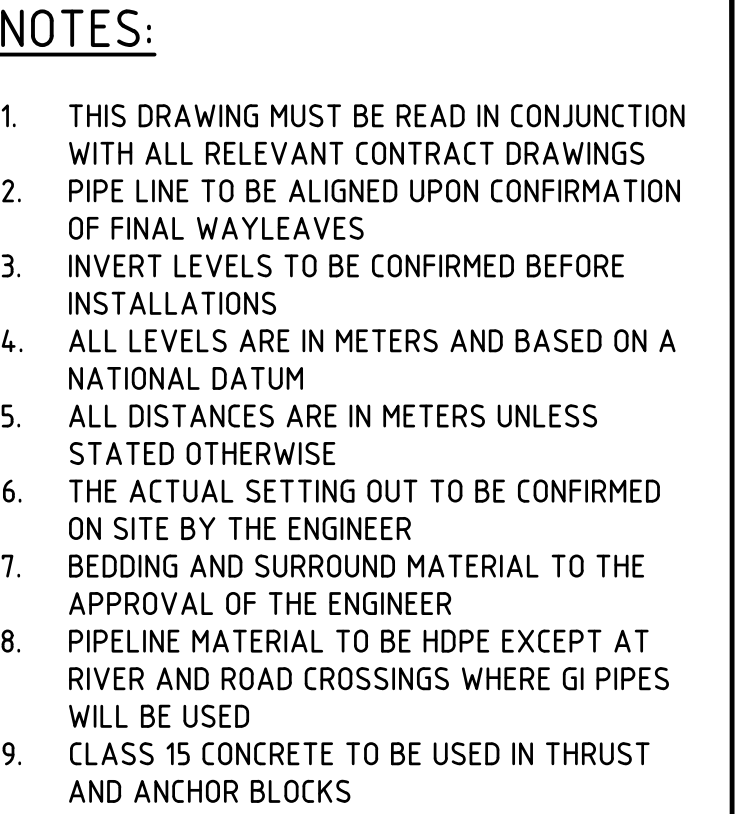 NOTES:
1. THIS DRAWING MUST BE READ IN CONJUNCTION
WITH ALL RELEVANT CONTRACT DRAWINGS
2. PIPE LINE TO BE ALIGNED UPON CONFIRMATION
OF FINAL WAYLEAVES
3. INVERT LEVELS TO BE CONFIRMED BEFORE
INSTALLATIONS
4. ALL LEVELS ARE IN METERS AND BASED ON A
NATIONAL DATUM
5. ALL DISTANCES ARE IN METERS UNLESS
STATED OTHERWISE
6. THE ACTUAL SETTING OUT TO BE CONFIRMED
ON SITE BY THE ENGINEER
7. BEDDING AND SURROUND MATERIAL TO THE
APPROVAL OF THE ENGINEER
8. PIPELINE MATERIAL TO BE HDPE EXCEPT AT
RIVER AND ROAD CROSSINGS WHERE GI PIPES
WILL BE USED
9. CLASS 15 CONCRETE TO BE USED IN THRUST
AND ANCHOR BLOCKS